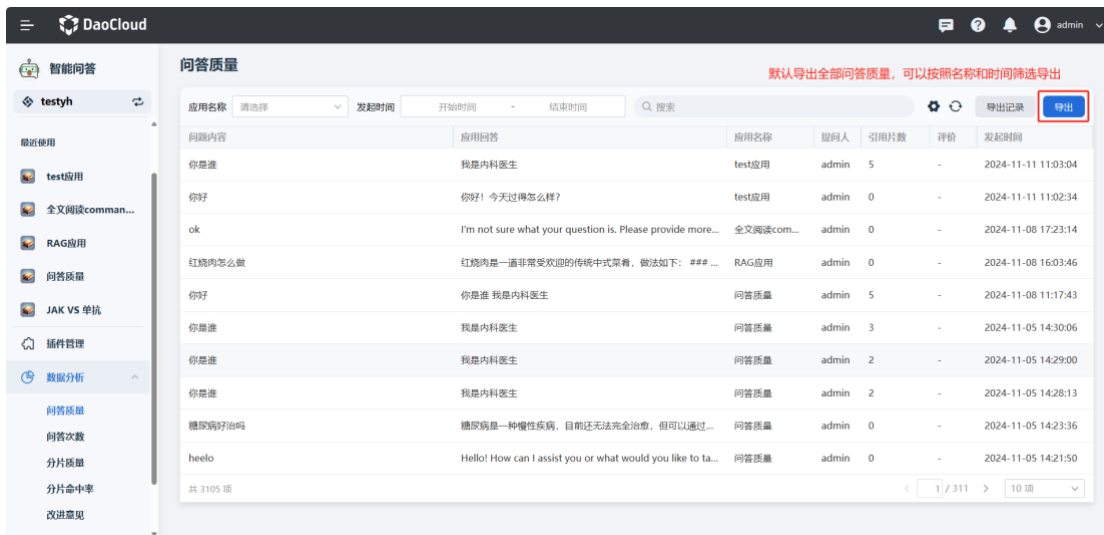 DaoCloud
admin
智能问答
testyh
最近使用
test应用
全文阅读comman...
RAG应用
问答质量
JAK VS 单抗
插件管理
数据分析
问答质量
问答次数
分片质量
分片命中率
改进意见
问答质量
默认导出全部问答质量，可以按照名称和时间筛选导出
应用名称 请选择 发起时间 开始时间 - 结束时间 搜索 导出记录 导出
问题内容 应用回答 应用名称 提问人 引用片数 评价 发起时间
你是谁 我是内科医生 test应用 admin 5 - 2024-11-11 11:03:04
你好 你好！今天过得怎么样? test应用 admin 0 - 2024-11-11 11:02:34
ok I'm not sure what your question is. Please provide more... 全文阅读com... admin 0 - 2024-11-08 17:23:14
红烧肉怎么做 红烧肉是一道非常受欢迎的传统中式菜肴，做法如下： ### ... RAG应用 admin 0 - 2024-11-08 16:03:46
你好 你是谁 我是内科医生 问答质量 admin 5 - 2024-11-08 11:17:43
你是谁 我是内科医生 问答质量 admin 3 - 2024-11-05 14:30:06
你是谁 我是内科医生 问答质量 admin 2 - 2024-11-05 14:29:00
你是谁 我是内科医生 问答质量 admin 2 - 2024-11-05 14:28:13
糖尿病好治吗 糖尿病是一种慢性疾病，目前还无法完全治愈，但可以通过... 问答质量 admin 0 - 2024-11-05 14:23:36
heelo Hello! How can I assist you or what would you like to ta... 问答质量 admin 0 - 2024-11-05 14:21:50
共 3105 项 1 / 311 10 项